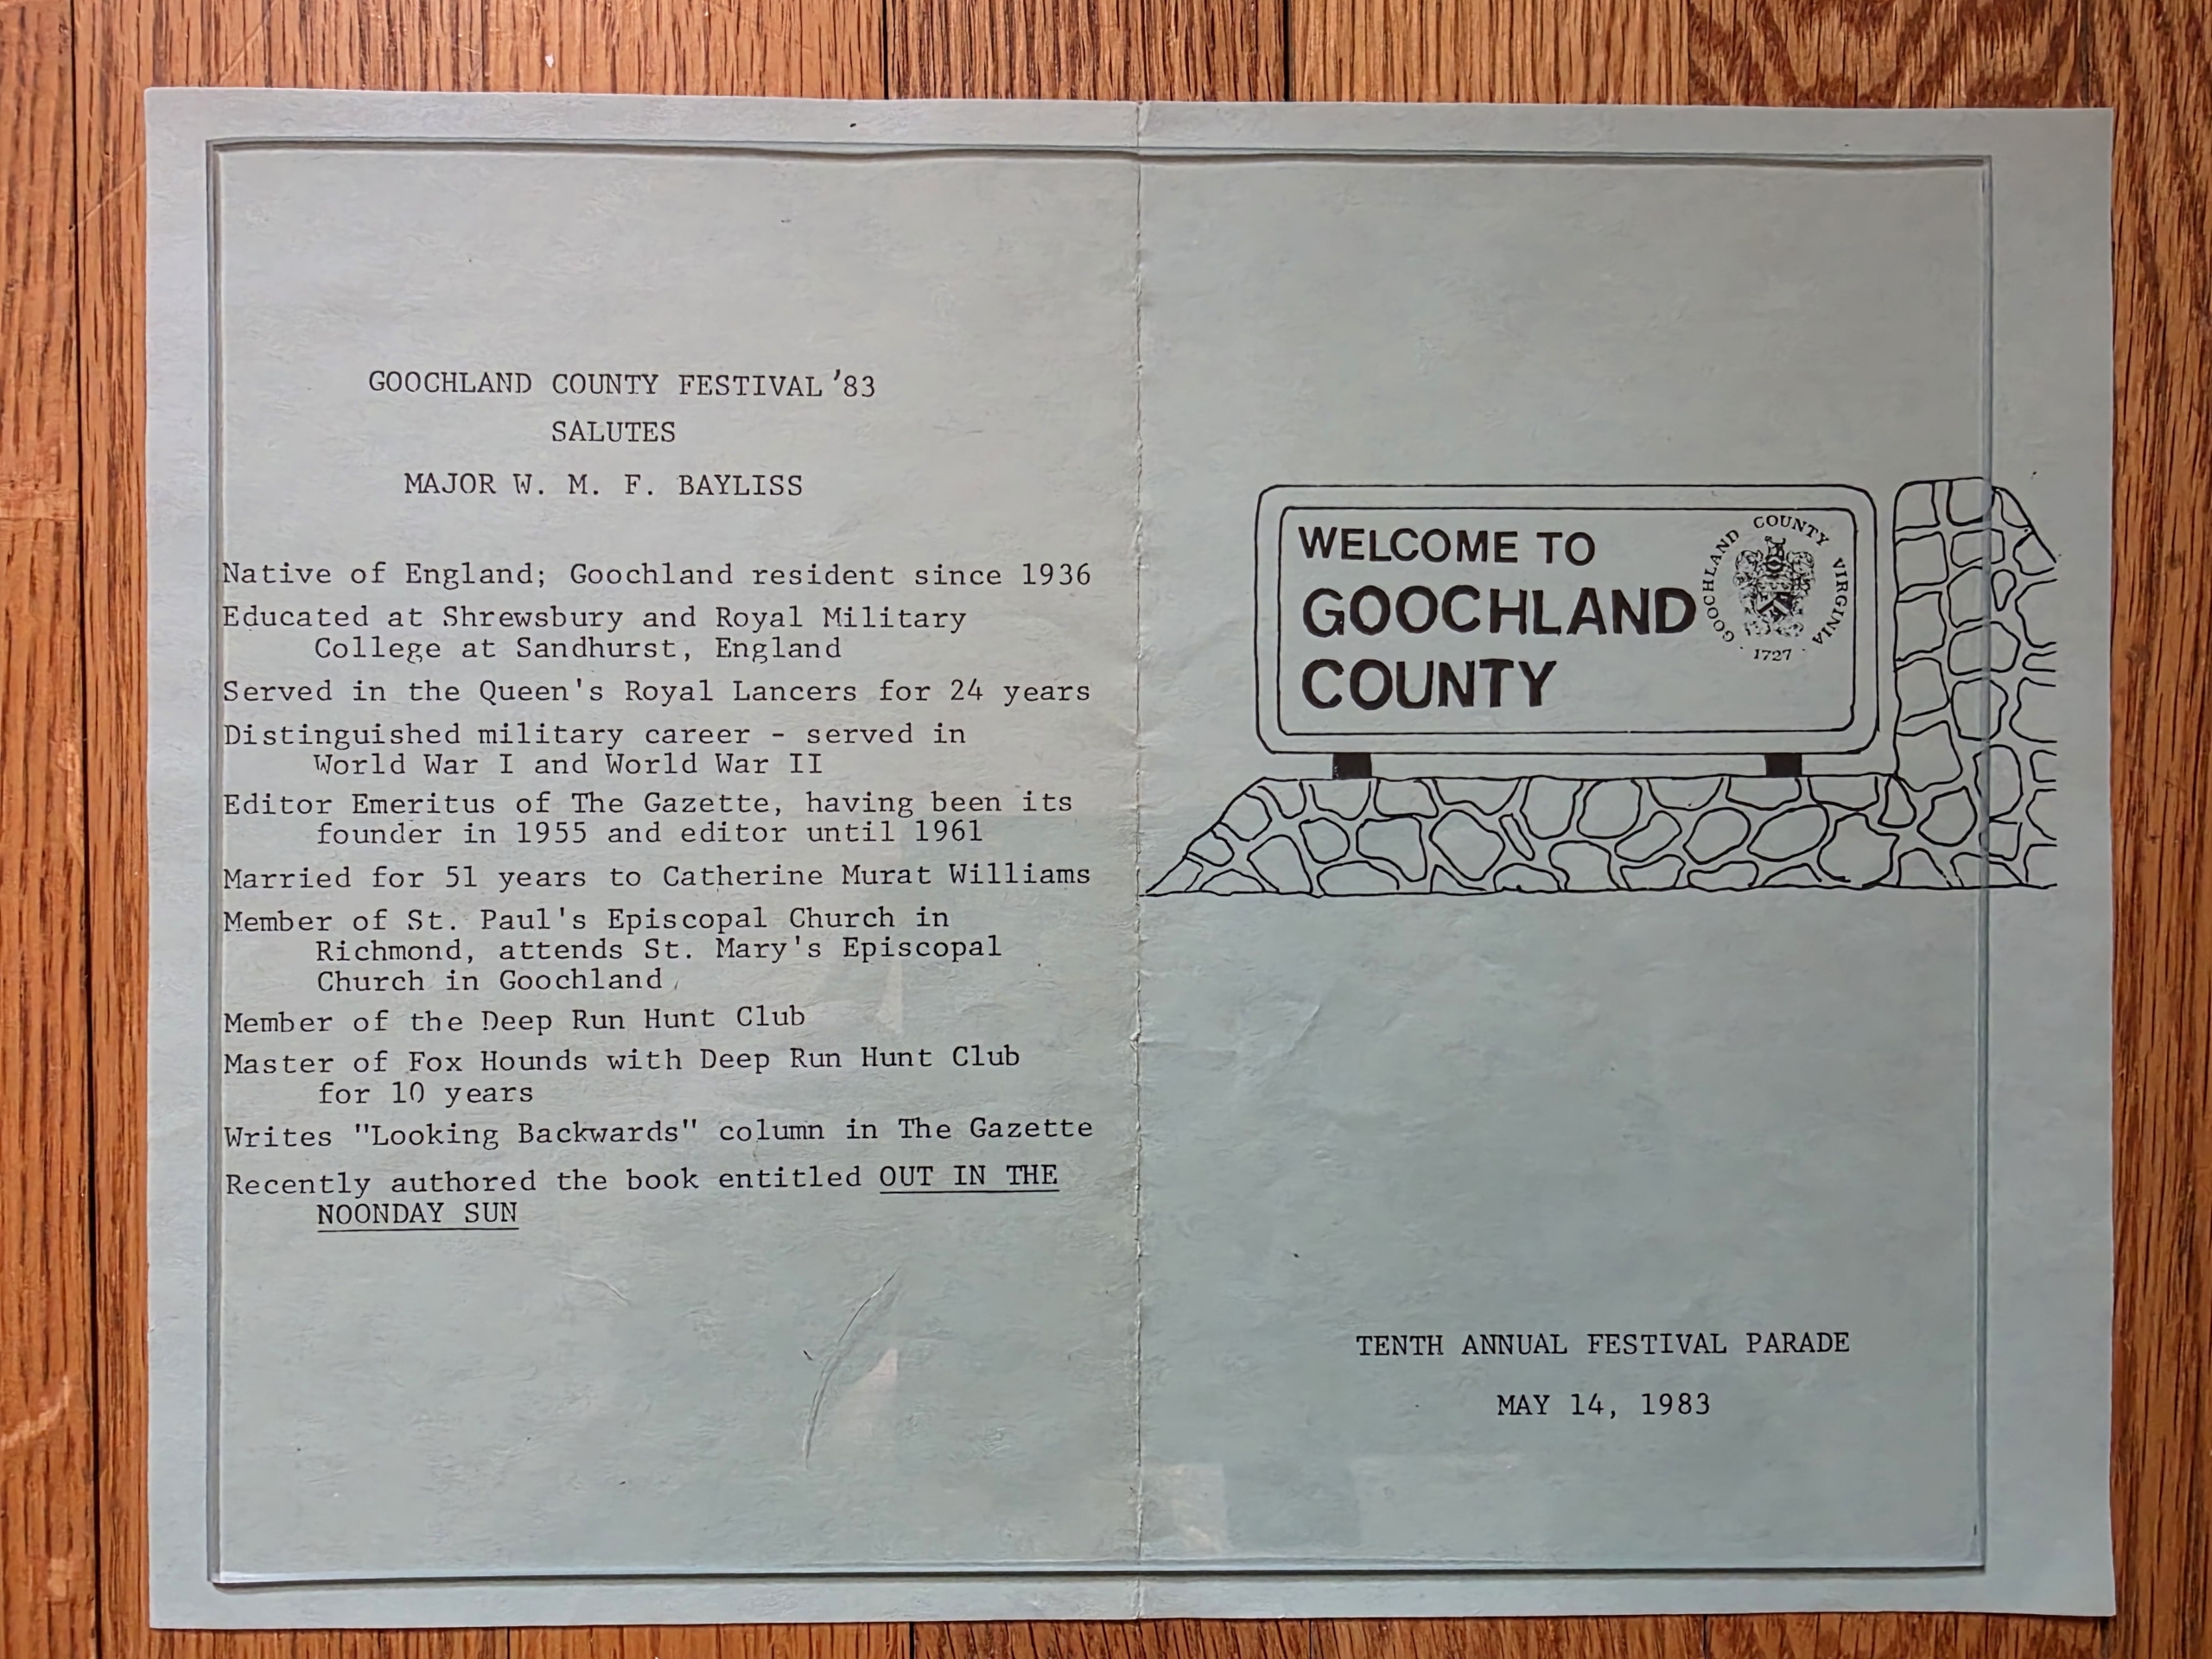 GOOCHLAND COUNTY FESTIVAL '83
SALUTES
MAJOR W. M. F. BAYLISS
Native of England; Goochland resident since 1936
Educated at Shrewsbury and Royal Military
College at Sandhurst, England
Served in the Queen's Royal Lancers for 24 years
Distinguished military career - served in
World War I and World War II
Editor Emeritus of The Gazette, having been its
founder in 1955 and editor until 1961
Married for 51 years to Catherine Murat Williams
Member of St. Paul's Episcopal Church in
Richmond, attends St. Mary's Episcopal
Church in Goochland
Member of the Deep Run Hunt Club
Master of Fox Hounds with Deep Run Hunt Club
for 10 years
Writes "Looking Backwards" column in The Gazette
Recently authored the book entitled OUT IN THE
NOONDAY SUN
WELCOME TO
GOOCHLAND
COUNTY
GOOCHLAND COUNTY VIRGINIA
· 1727 ·
TENTH ANNUAL FESTIVAL PARADE
MAY 14, 1983